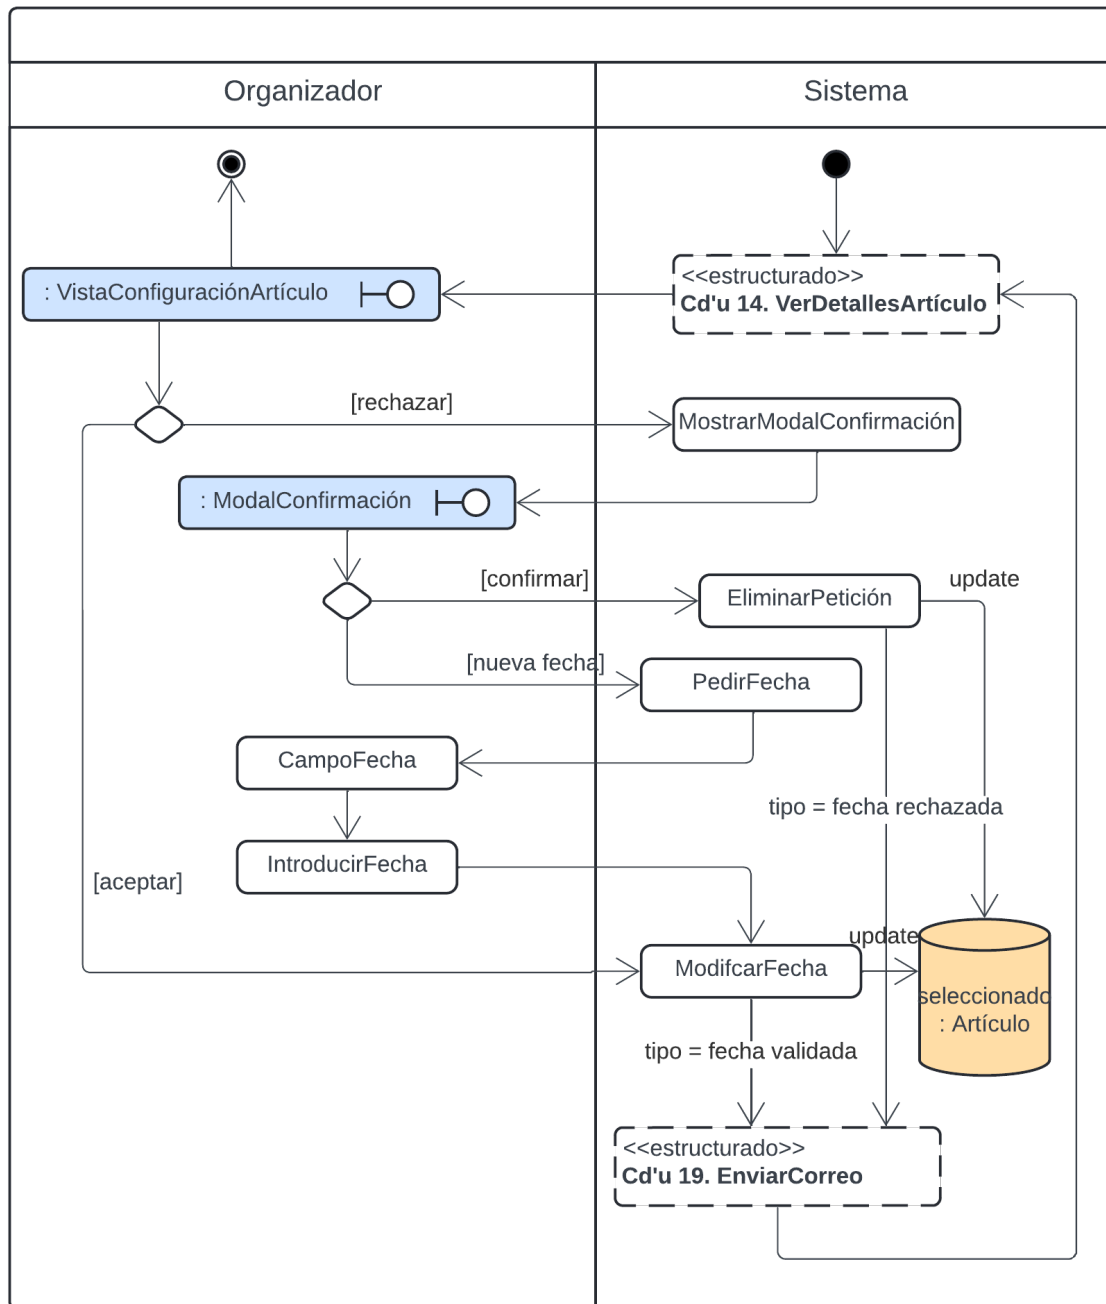 Organizador
Sistema
<<estructurado>>
Cd'u 14. VerDetallesArtículo
: VistaConfiguraciónArtículo
[rechazar]
MostrarModalConfirmación
: ModalConfirmación
[confirmar]
update
EliminarPetición
[nueva fecha]
PedirFecha
CampoFecha
tipo = fecha rechazada
IntroducirFecha
[aceptar]
update
ModifcarFecha
seleccionado
: Artículo
tipo = fecha validada
<<estructurado>>
Cd'u 19. EnviarCorreo